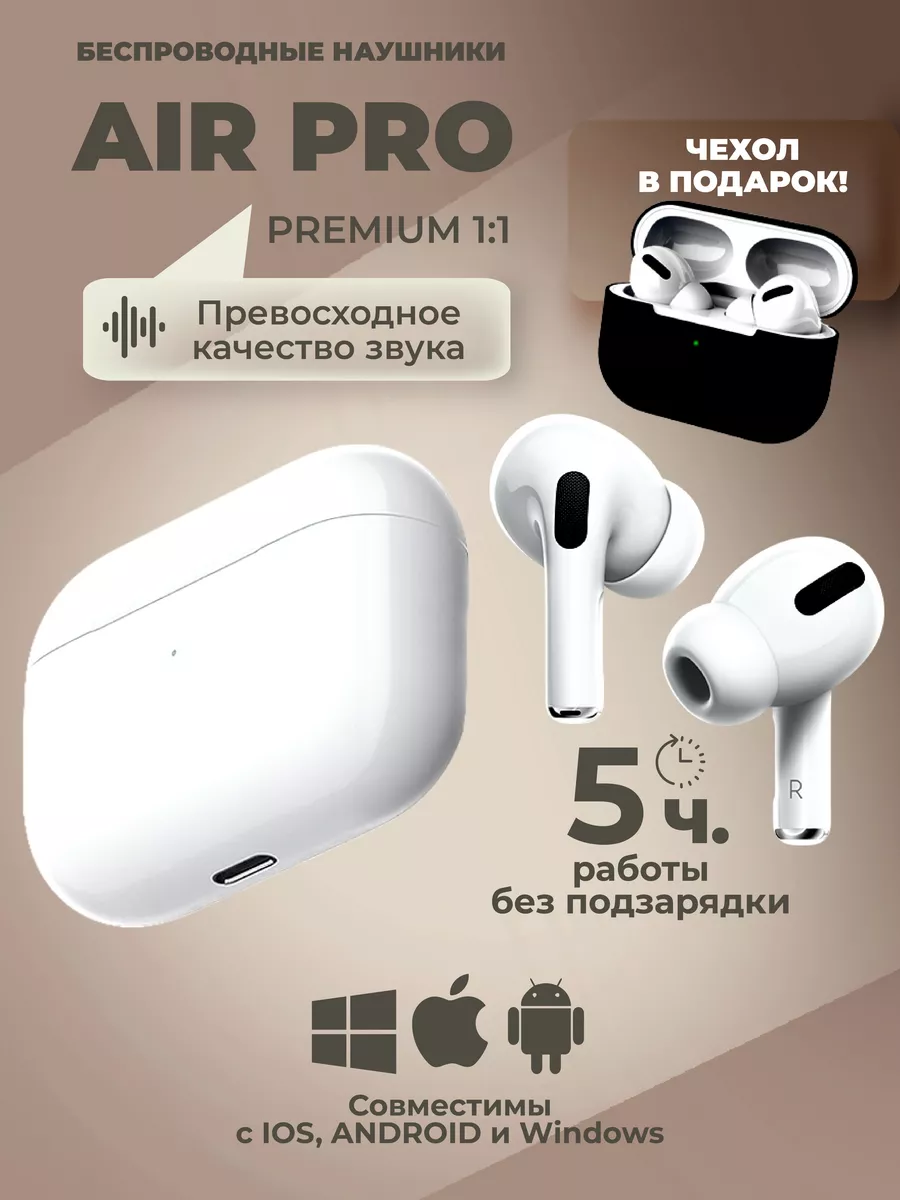 БЕСПРОВОДНЫЕ НАУШНИКИ
AIR PRO
PREMIUM 1:1
Превосходное
качество звука
ЧЕХОЛ
В ПОДАРОК!
5 ч.
работы
без подзарядки
R
Совместимы
с IOS, ANDROID и Windows